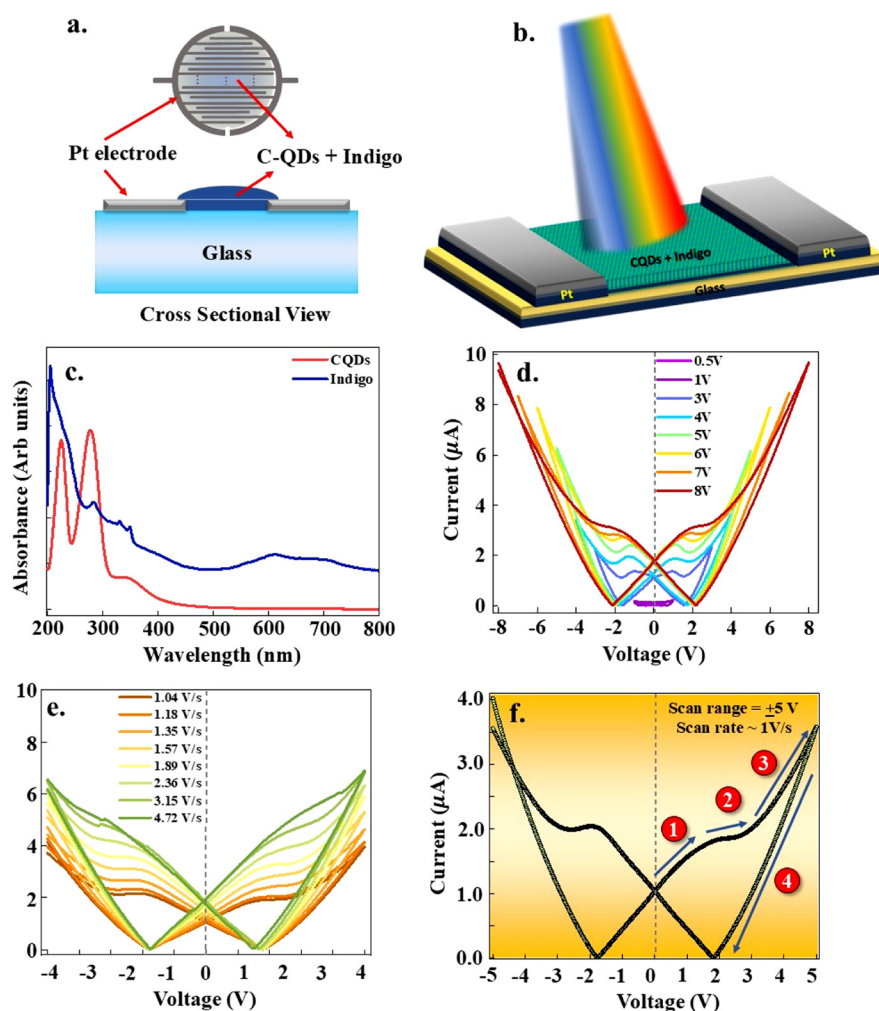 a.
Pt electrode
C-QDs + Indigo
Glass
Cross Sectional View
b.
CQDs + Indigo
Pt
Pt
Glass
c.
CQDs
Indigo
Absorbance (Arb units)
200 300 400 500 600 700 800
Wavelength (nm)
d.
0.5V
1V
3V
4V
5V
6V
7V
8V
Current (μA)
10
8
6
4
2
0
-8 -6 -4 -2 0 2 4 6 8
Voltage (V)
e.
1.04 V/s
1.18 V/s
1.35 V/s
1.57 V/s
1.89 V/s
2.36 V/s
3.15 V/s
4.72 V/s
10
8
6
4
2
0
-4 -3 -2 -1 0 1 2 3 4
Voltage (V)
f.
Scan range = ±5 V
Scan rate ~ 1V/s
1
2
3
4
Current (μA)
4.0
3.0
2.0
1.0
0.0
-5 -4 -3 -2 -1 0 1 2 3 4 5
Voltage (V)